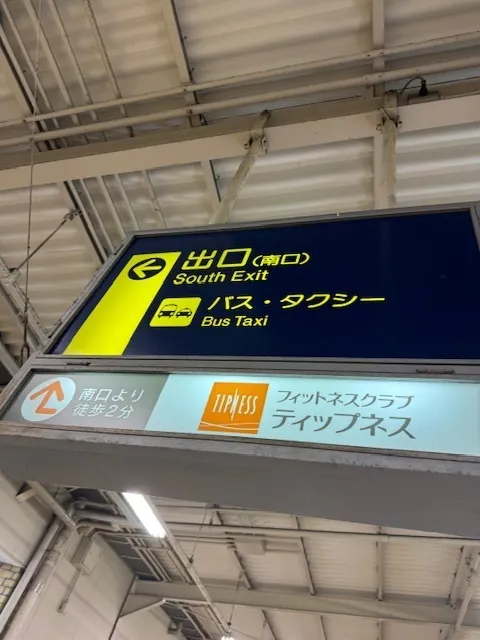 出口(南口)
South Exit
バス・タクシー
Bus Taxi
南口より
徒歩2分
TIPNESS
フィットネスクラブ
ティップネス